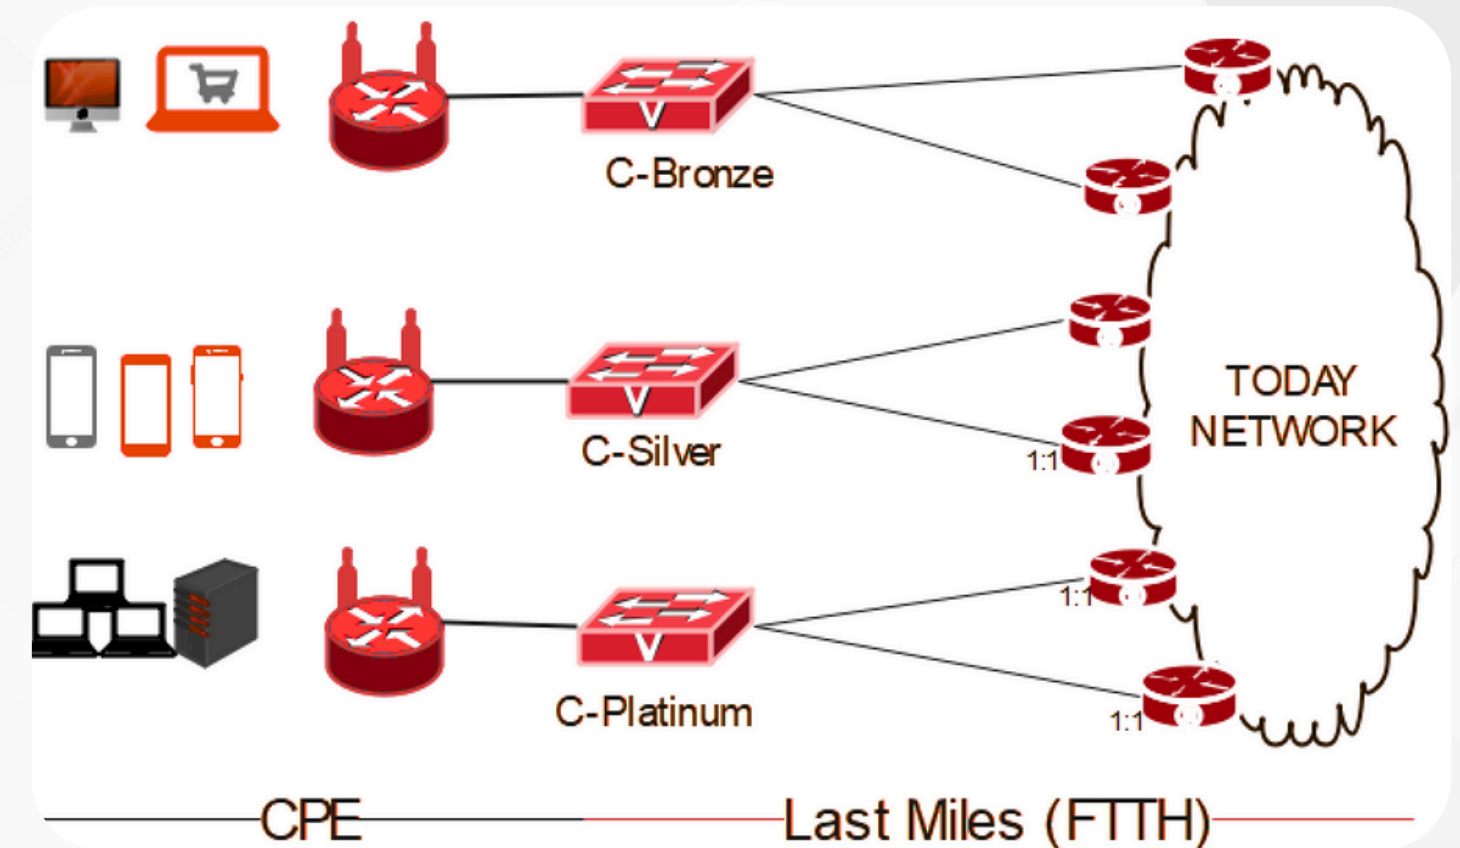 V
C-Bronze
V
C-Silver
1:1
TODAY
NETWORK
1:1
V
C-Platinum
1:1
CPE
Last Miles (FTTH)